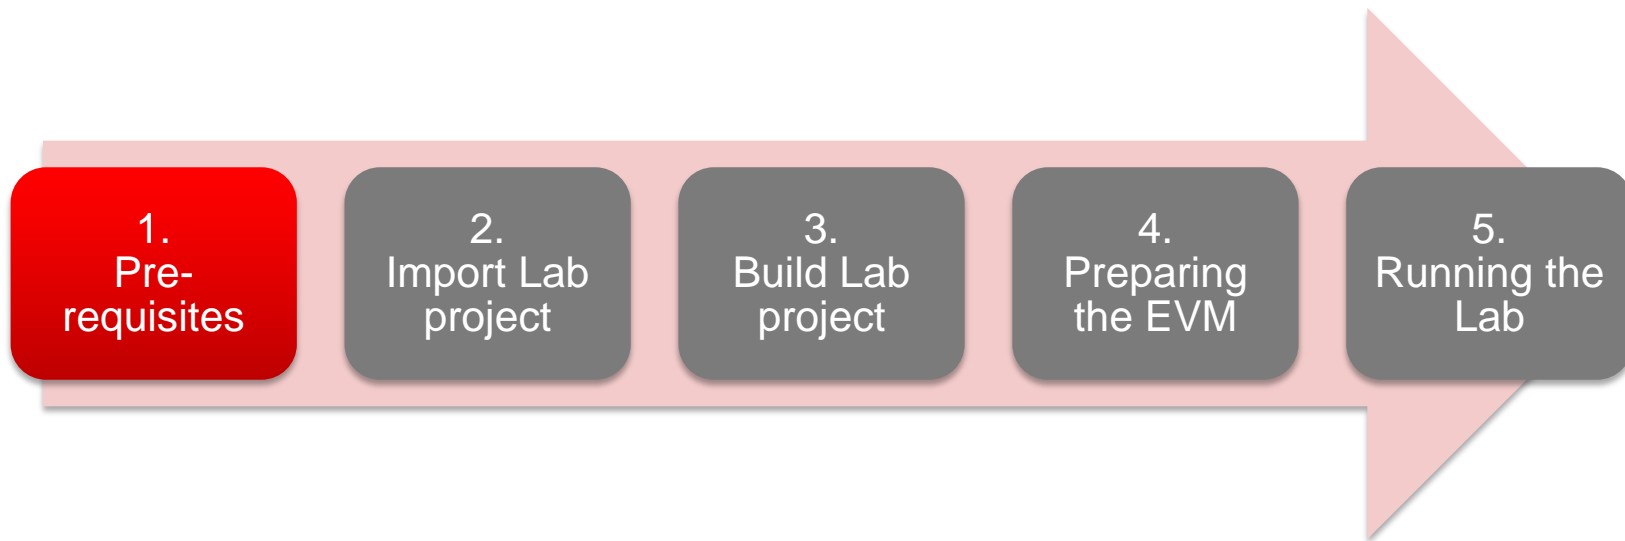 1.
Pre-
requisites
2.
Import Lab
project
3.
Build Lab
project
4.
Preparing
the EVM
5.
Running the
Lab